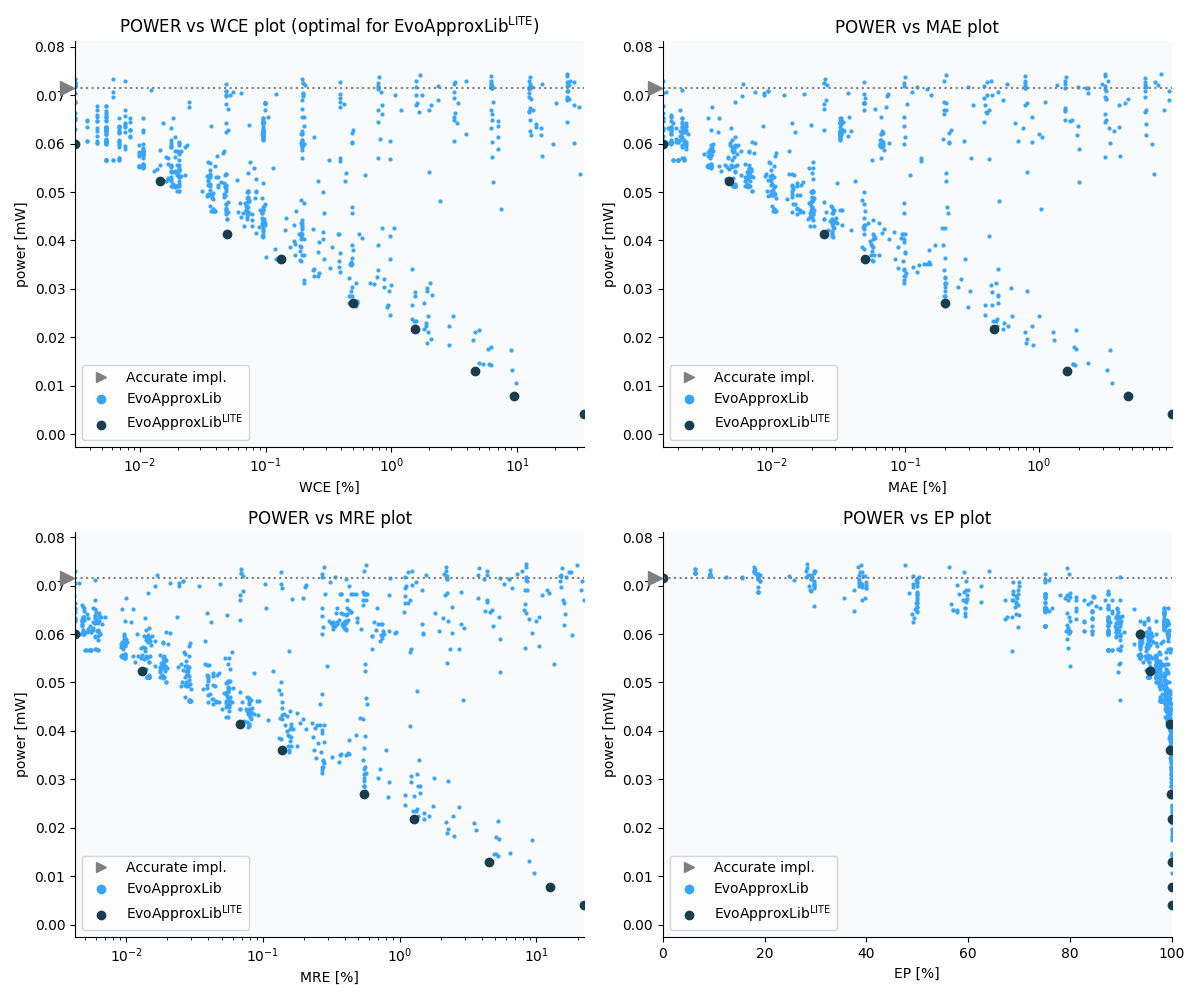 POWER vs WCE plot (optimal for EvoApproxLib^LITE)
power [mW]
0.08
0.07
0.06
0.05
0.04
0.03
0.02
0.01
0.00
Accurate impl.
EvoApproxLib
EvoApproxLib^LITE
10^-2 10^-1 10^0 10^1
WCE [%]
POWER vs MAE plot
power [mW]
0.08
0.07
0.06
0.05
0.04
0.03
0.02
0.01
0.00
Accurate impl.
EvoApproxLib
EvoApproxLib^LITE
10^-2 10^-1 10^0
MAE [%]
POWER vs MRE plot
power [mW]
0.08
0.07
0.06
0.05
0.04
0.03
0.02
0.01
0.00
Accurate impl.
EvoApproxLib
EvoApproxLib^LITE
10^-2 10^-1 10^0 10^1
MRE [%]
POWER vs EP plot
power [mW]
0.08
0.07
0.06
0.05
0.04
0.03
0.02
0.01
0.00
Accurate impl.
EvoApproxLib
EvoApproxLib^LITE
0 20 40 60 80 100
EP [%]